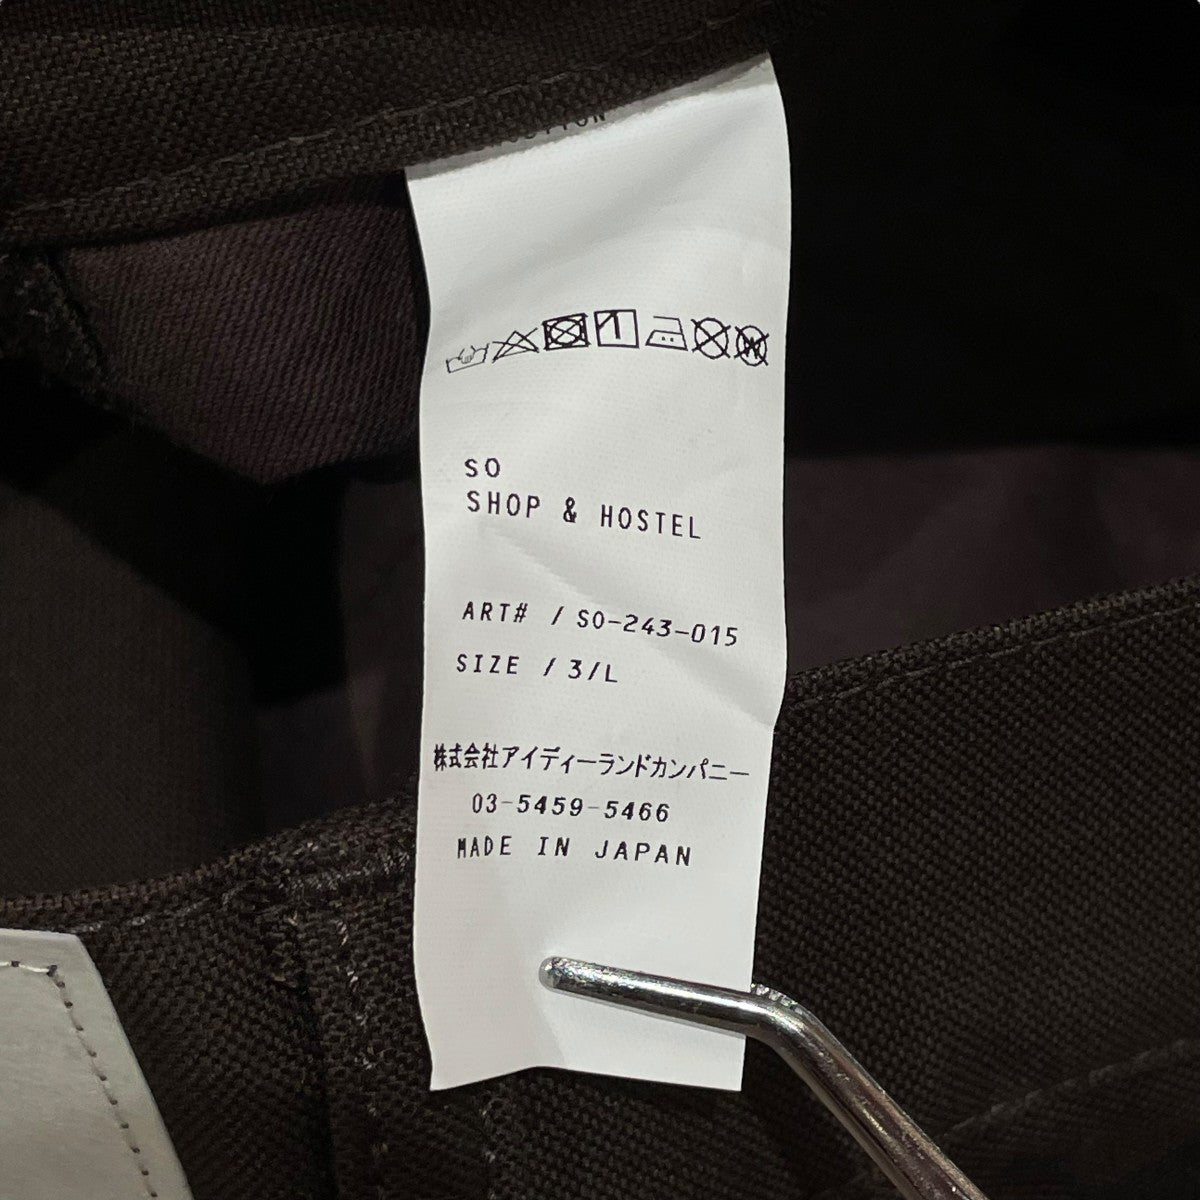 COTTON
SO
SHOP & HOSTEL
ART# / SO-243-015
SIZE / 3/L
株式会社アイディーランドカンパニー
03-5459-5466
MADE IN JAPAN